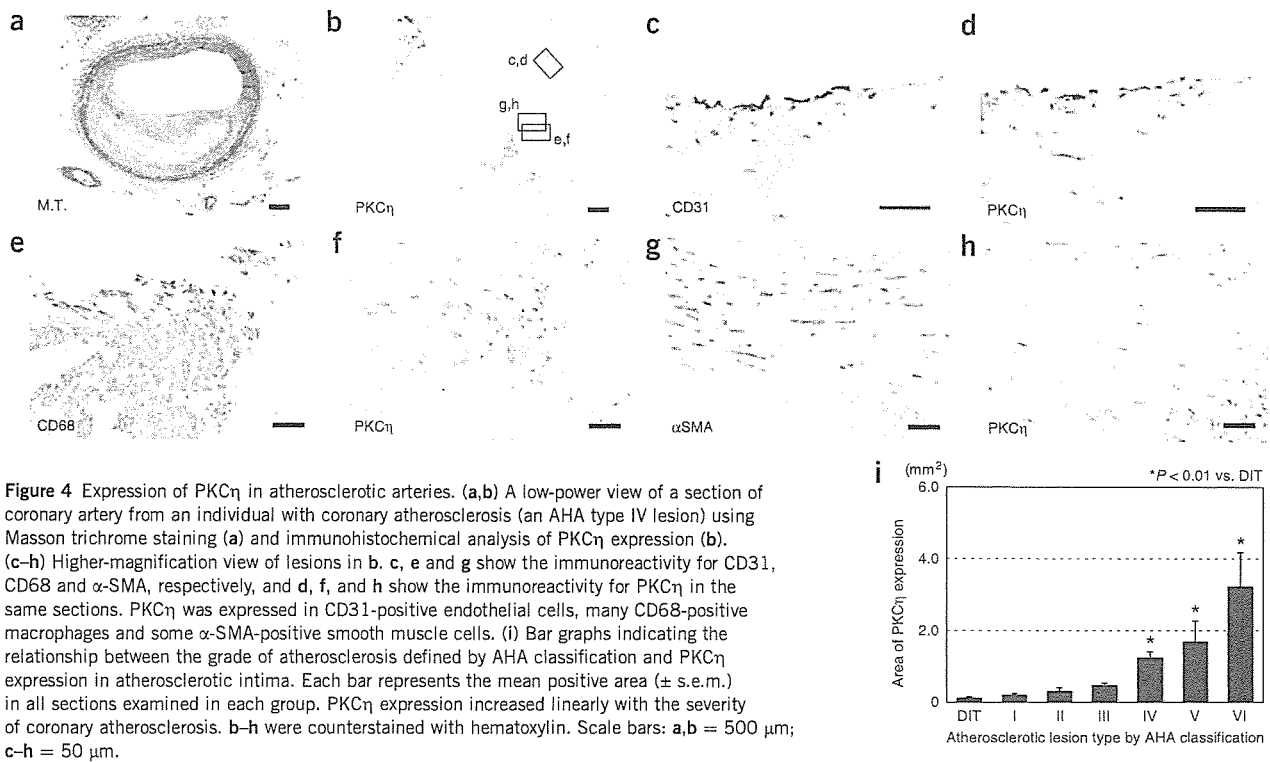 a
b
c
d
c,d
g,h
e,f
M.T.
PKCη
CD31
PKCη
e
f
g
h
CD68
PKCη
αSMA
PKCη
Figure 4 Expression of PKCη in atherosclerotic arteries. (a,b) A low-power view of a section of
coronary artery from an individual with coronary atherosclerosis (an AHA type IV lesion) using
Masson trichrome staining (a) and immunohistochemical analysis of PKCη expression (b).
(c–h) Higher-magnification view of lesions in b. c, e and g show the immunoreactivity for CD31,
CD68 and α-SMA, respectively, and d, f, and h show the immunoreactivity for PKCη in the
same sections. PKCη was expressed in CD31-positive endothelial cells, many CD68-positive
macrophages and some α-SMA-positive smooth muscle cells. (i) Bar graphs indicating the
relationship between the grade of atherosclerosis defined by AHA classification and PKCη
expression in atherosclerotic intima. Each bar represents the mean positive area (± s.e.m.)
in all sections examined in each group. PKCη expression increased linearly with the severity
of coronary atherosclerosis. b–h were counterstained with hematoxylin. Scale bars: a,b = 500 μm;
c–h = 50 μm.
i
(mm²)
*P < 0.01 vs. DIT
Area of PKCη expression
6.0
4.0
2.0
0
* * *
DIT I II III IV V VI
Atherosclerotic lesion type by AHA classification